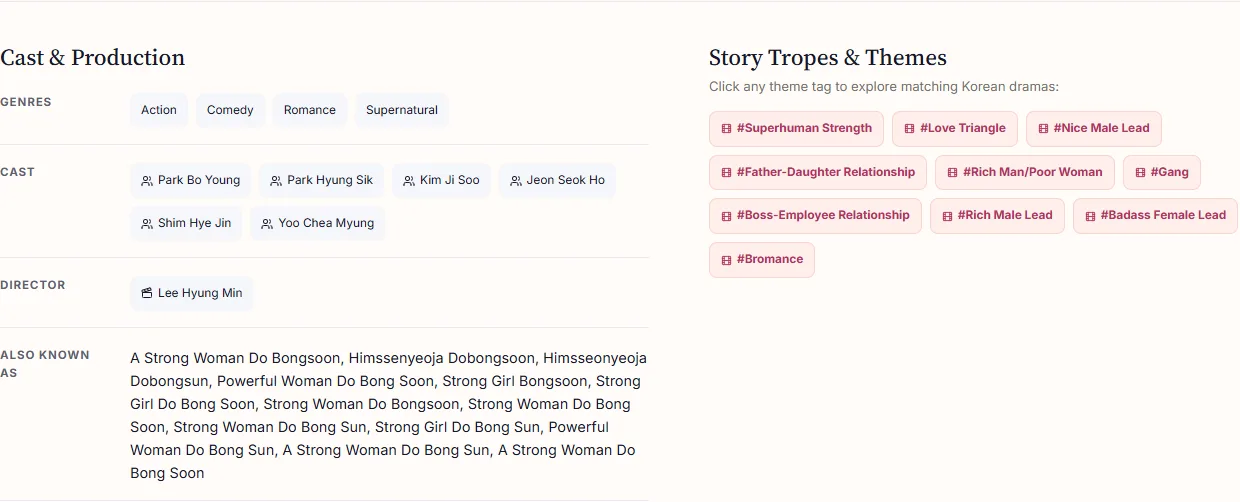 Cast & Production
GENRES
Action
Comedy
Romance
Supernatural
CAST
Park Bo Young
Park Hyung Sik
Kim Ji Soo
Jeon Seok Ho
Shim Hye Jin
Yoo Chea Myung
DIRECTOR
Lee Hyung Min
ALSO KNOWN
AS
A Strong Woman Do Bongsoon, Himssenyeoja Dobongsoon, Himsseonyeoja
Dobongsun, Powerful Woman Do Bong Soon, Strong Girl Bongsoon, Strong
Girl Do Bong Soon, Strong Woman Do Bongsoon, Strong Woman Do Bong
Soon, Strong Woman Do Bong Sun, Strong Girl Do Bong Sun, Powerful
Woman Do Bong Sun, A Strong Woman Do Bong Sun, A Strong Woman Do
Bong Soon
Story Tropes & Themes
Click any theme tag to explore matching Korean dramas:
#Superhuman Strength
#Love Triangle
#Nice Male Lead
#Father-Daughter Relationship
#Rich Man/Poor Woman
#Gang
#Boss-Employee Relationship
#Rich Male Lead
#Badass Female Lead
#Bromance